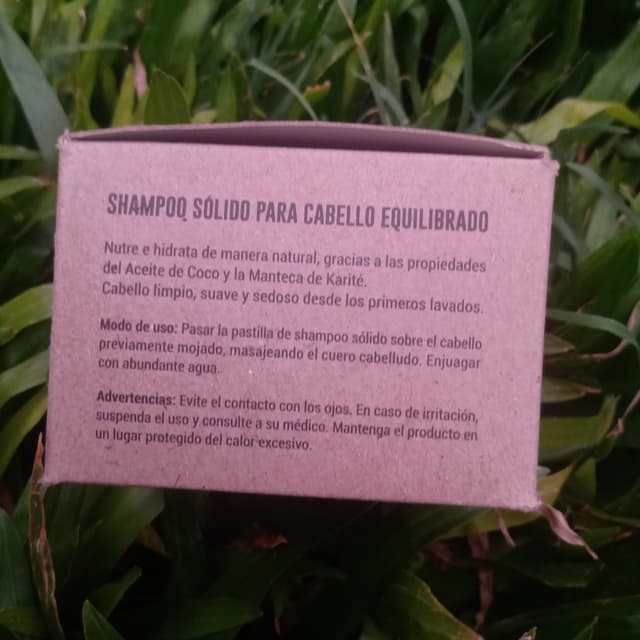 SHAMPOQ SÓLIDO PARA CABELLO EQUILIBRADO
Nutre e hidrata de manera natural, gracias a las propiedades
del Aceite de Coco y la Manteca de Karité.
Cabello limpio, suave y sedoso desde los primeros lavados.
Modo de uso: Pasar la pastilla de shampoo sólido sobre el cabello
previamente mojado, masajeando el cuero cabelludo. Enjuagar
con abundante agua.
Advertencias: Evite el contacto con los ojos. En caso de irritación,
suspenda el uso y consulte a su médico. Mantenga el producto en
un lugar protegido del calor excesivo.